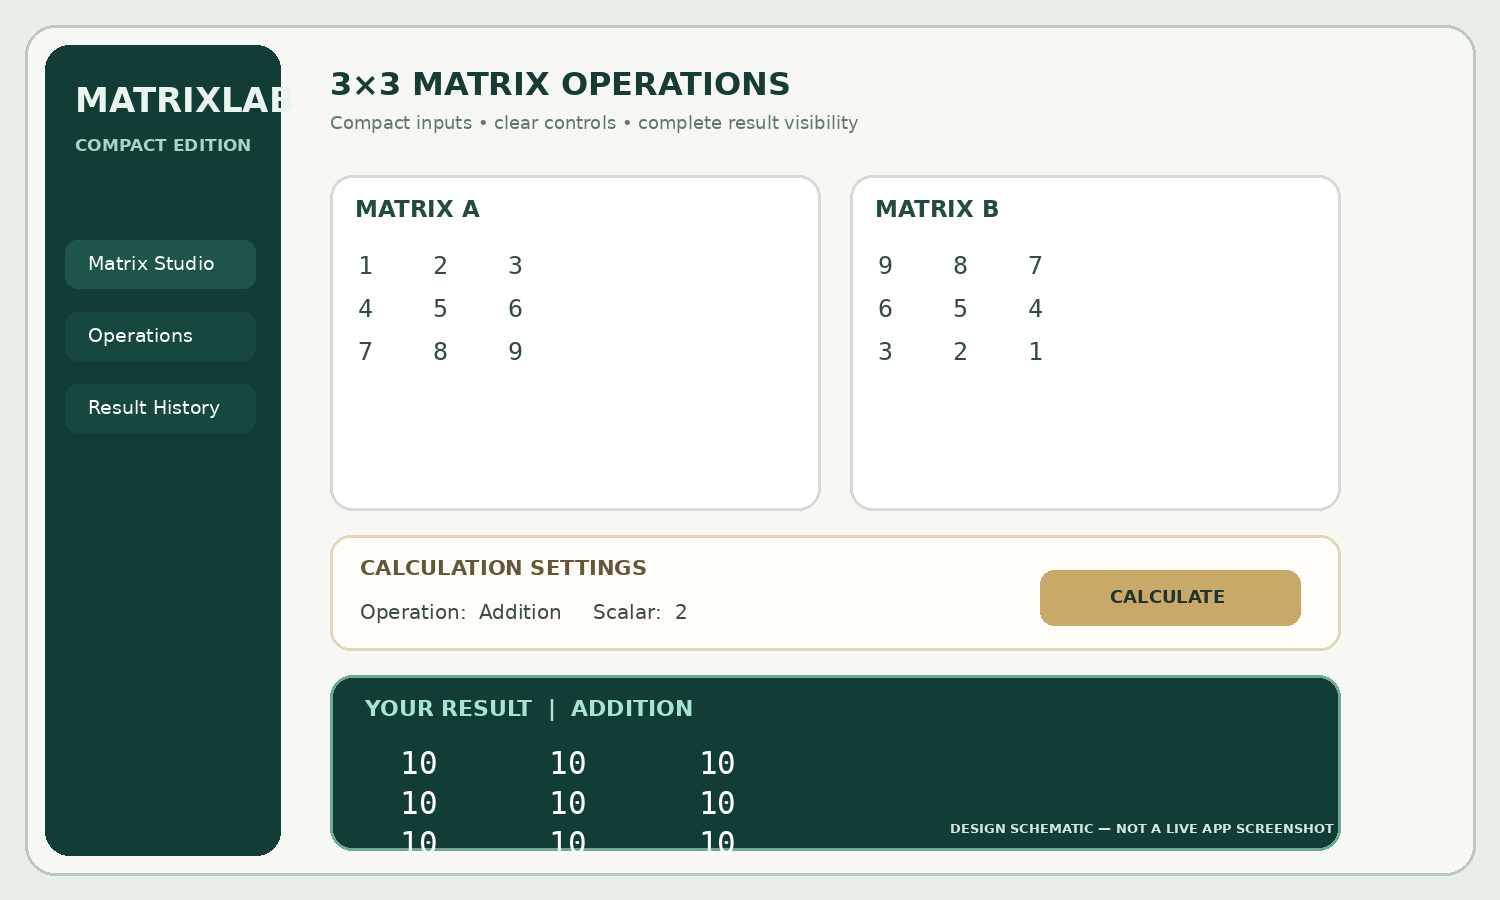 MATRIXLAB
COMPACT EDITION
Matrix Studio
Operations
Result History
3×3 MATRIX OPERATIONS
Compact inputs • clear controls • complete result visibility
MATRIX A
1 2 3
4 5 6
7 8 9
MATRIX B
9 8 7
6 5 4
3 2 1
CALCULATION SETTINGS
Operation: Addition Scalar: 2
CALCULATE
YOUR RESULT | ADDITION
10 10 10
10 10 10
10 10 10
DESIGN SCHEMATIC — NOT A LIVE APP SCREENSHOT